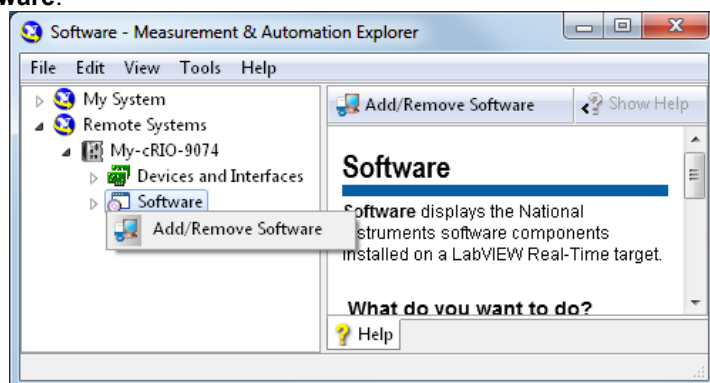 ware.
Software - Measurement & Automation Explorer
File Edit View Tools Help
My System
Remote Systems
My-cRIO-9074
Devices and Interfaces
Software
Add/Remove Software
Add/Remove Software
Show Help
Software
Software displays the National
Instruments software components
installed on a LabVIEW Real-Time target.
What do you want to do?
Help